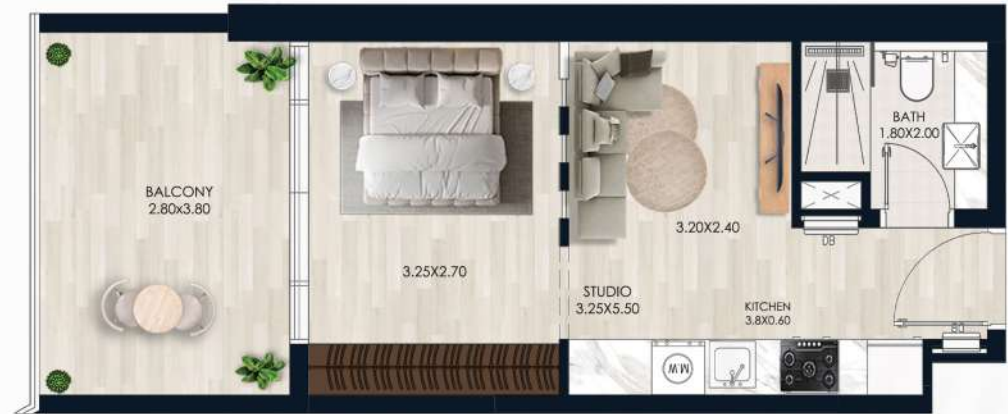 BALCONY
2.80x3.80
3.25X2.70
STUDIO
3.25X5.50
3.20X2.40
BATH
1.80X2.00
DB
KITCHEN
3.8X0.60
M.W